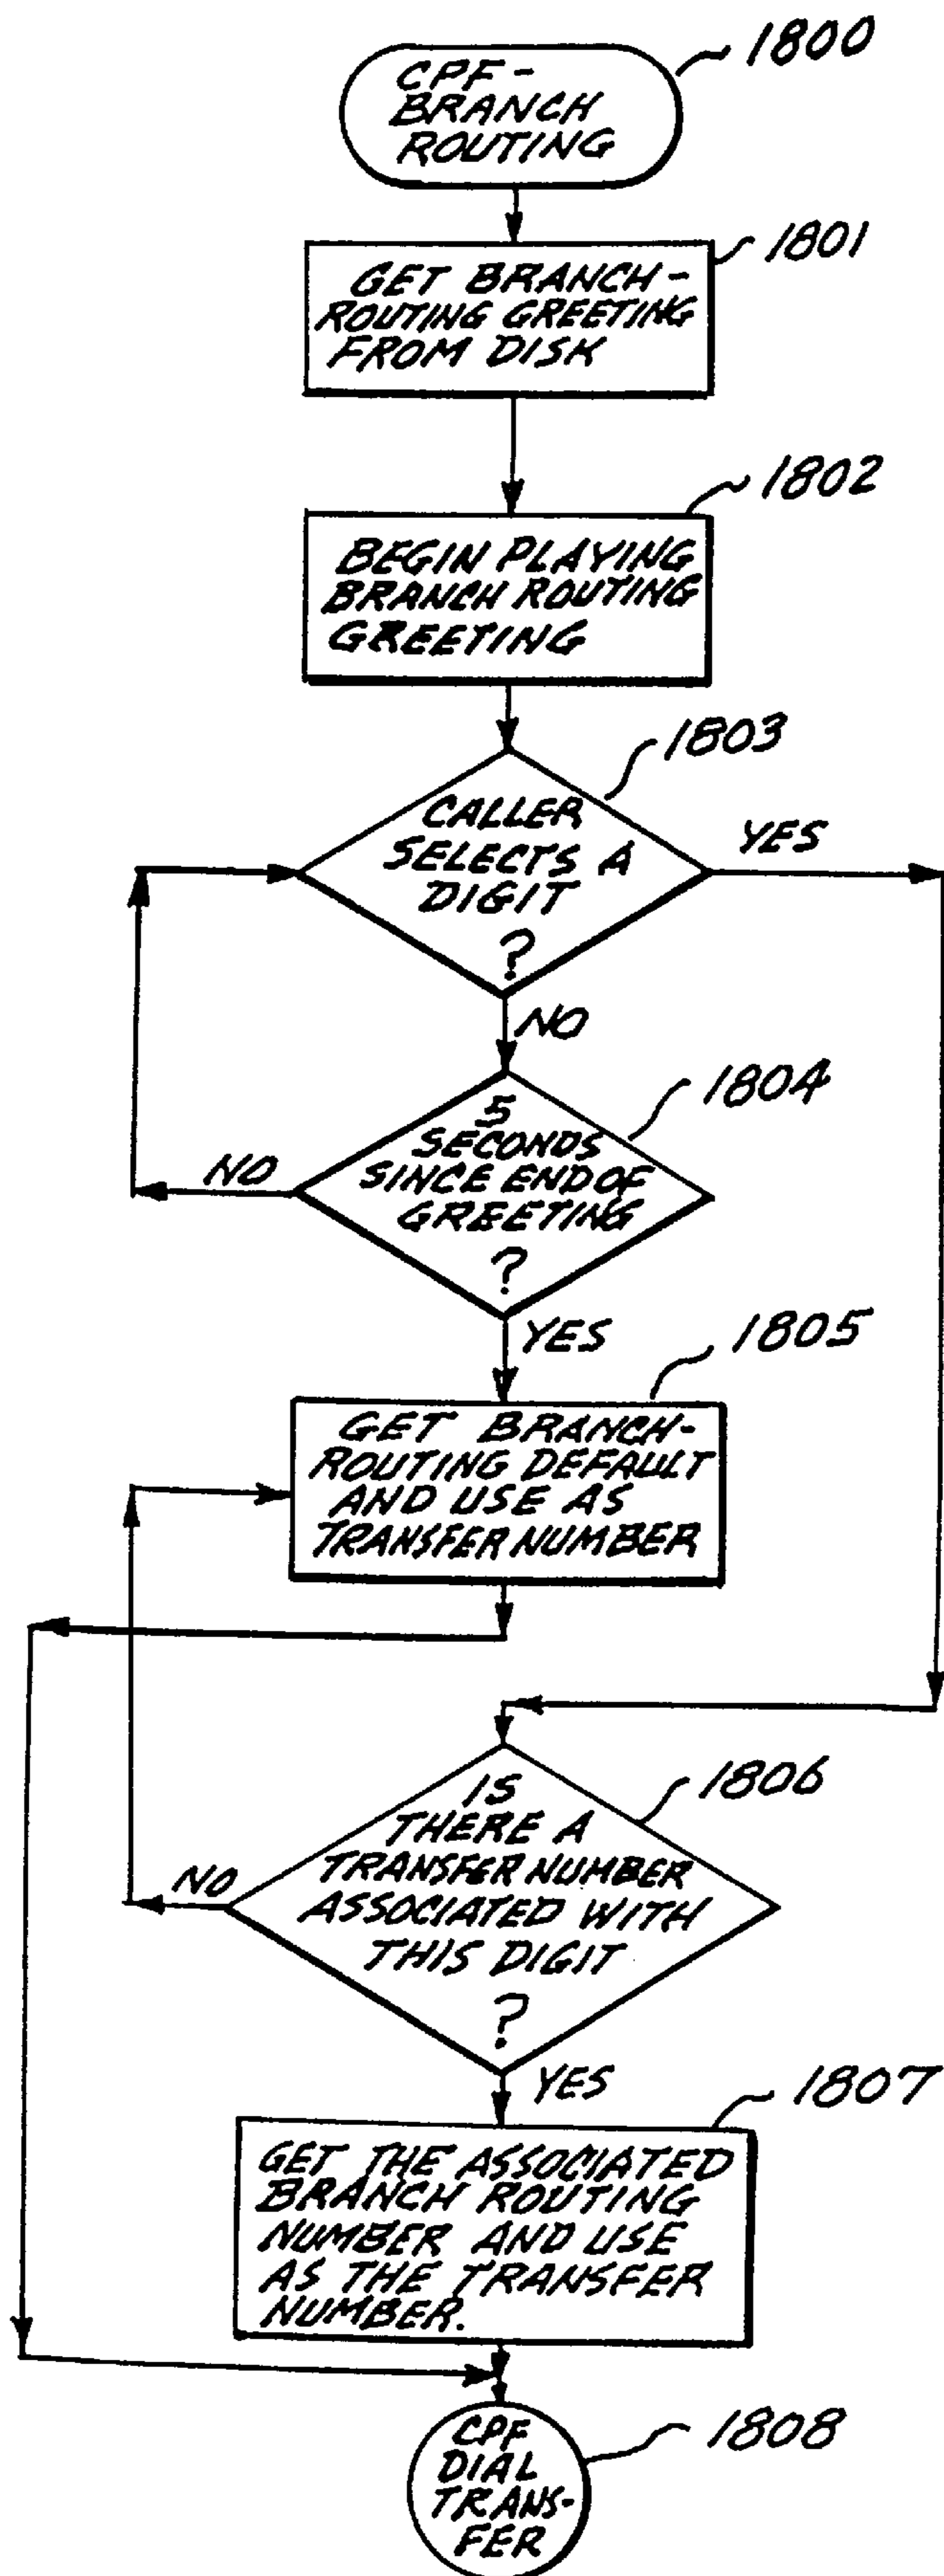 1800
CPF-
BRANCH
ROUTING
1801
GET BRANCH-
ROUTING GREETING
FROM DISK
1802
BEGIN PLAYING
BRANCH ROUTING
GREETING
1803
CALLER
SELECTS A
DIGIT
?
YES
NO
1804
5
SECONDS
SINCE END OF
GREETING
?
NO
YES
1805
GET BRANCH-
ROUTING DEFAULT
AND USE AS
TRANSFER NUMBER
1806
IS
THERE A
TRANSFER NUMBER
ASSOCIATED WITH
THIS DIGIT
?
NO
YES
1807
GET THE ASSOCIATED
BRANCH ROUTING
NUMBER AND USE
AS THE TRANSFER
NUMBER.
1808
CPF
DIAL
TRANS-
FER